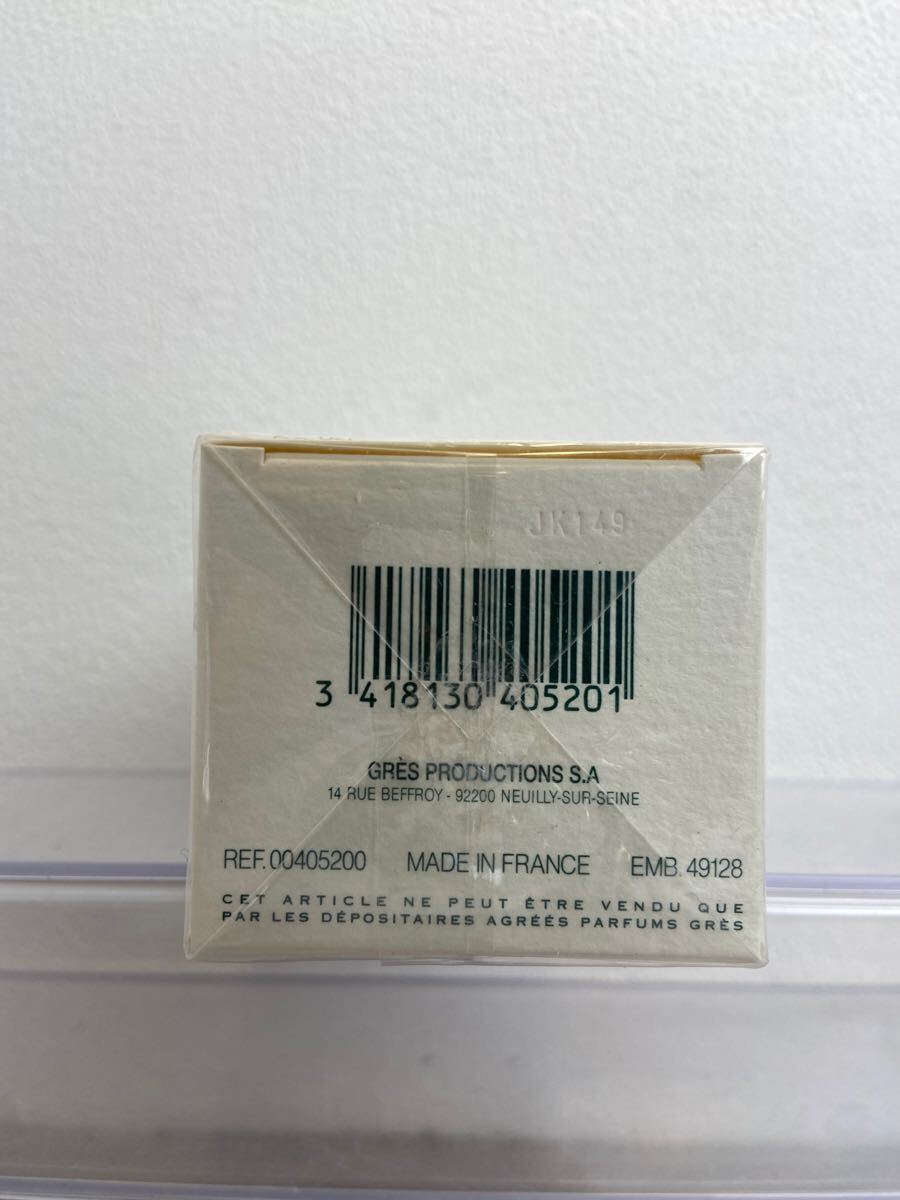 JK149
3 418130 405201
GRÈS PRODUCTIONS S.A
14 RUE BEFFROY - 92200 NEUILLY-SUR-SEINE
REF. 00405200 MADE IN FRANCE EMB. 49128
CET ARTICLE NE PEUT ÊTRE VENDU QUE
PAR LES DÉPOSITAIRES AGRÉÉS PARFUMS GRÈS